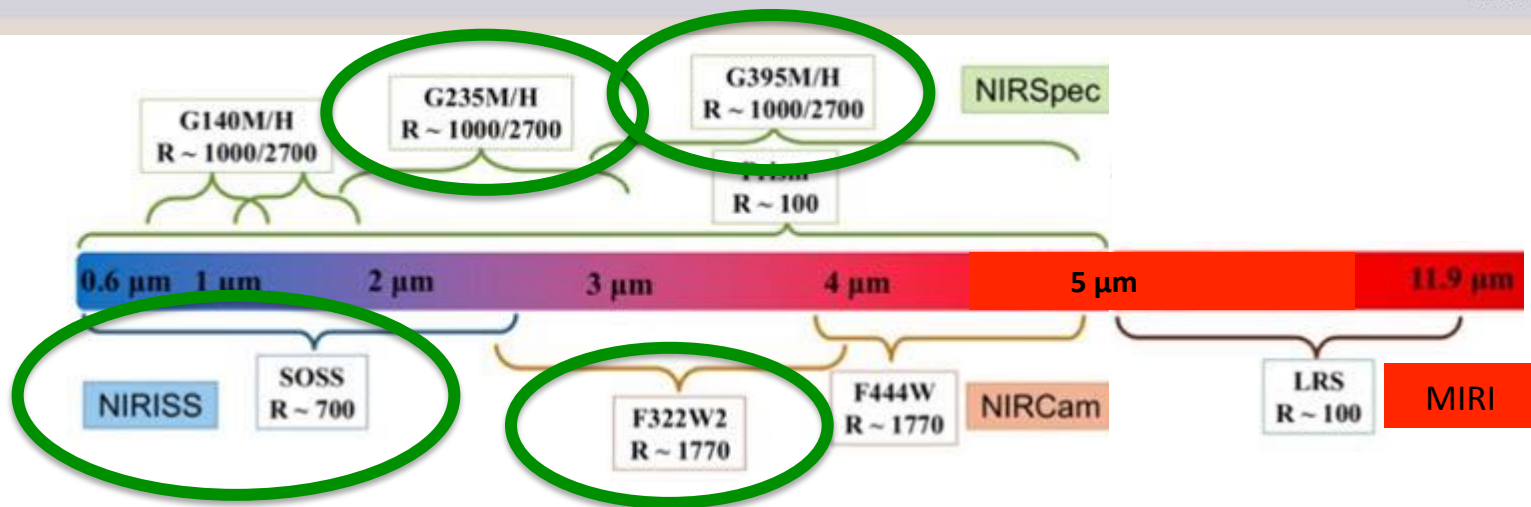 G140M/H
R ~ 1000/2700
G235M/H
R ~ 1000/2700
G395M/H
R ~ 1000/2700
NIRSpec
Prism
R ~ 100
0.6 µm 1 µm 2 µm 3 µm 4 µm 5 µm 11.9 µm
NIRISS
SOSS
R ~ 700
F322W2
R ~ 1770
F444W
R ~ 1770
NIRCam
LRS
R ~ 100
MIRI